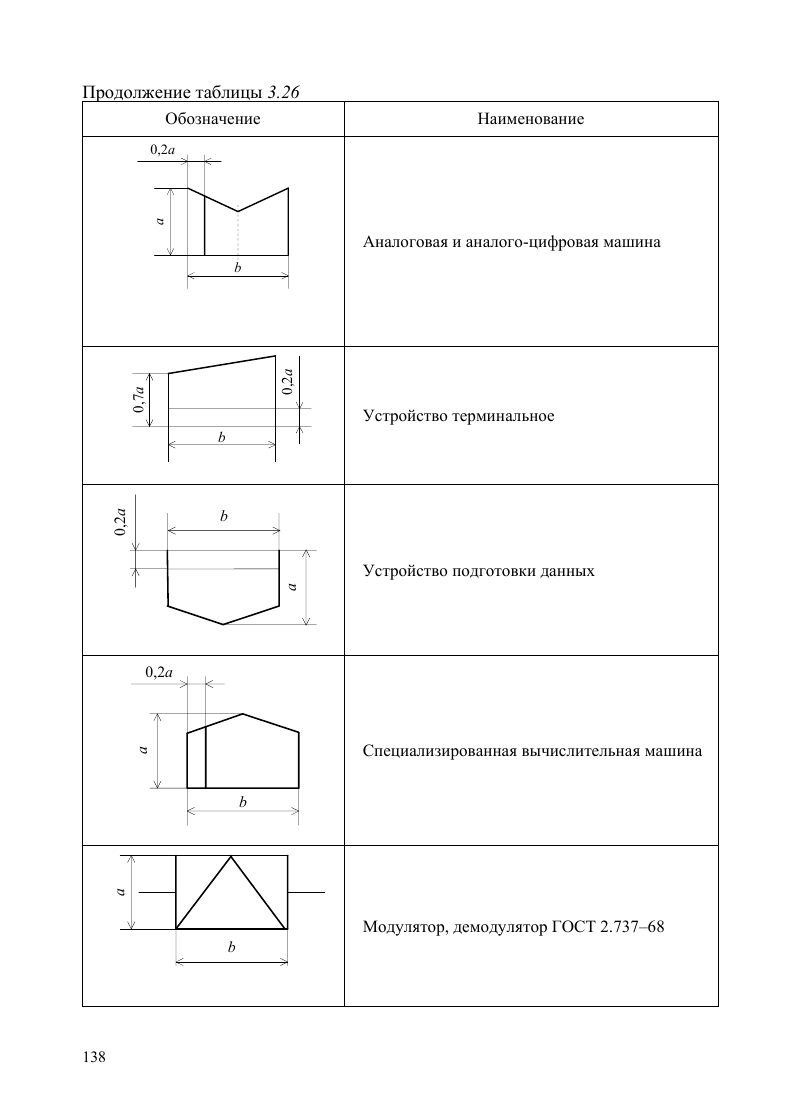 Продолжение таблицы 3.26
Обозначение Наименование
0,2a
a
b
Аналоговая и аналого-цифровая машина
0,7a
0,2a
b
Устройство терминальное
0,2a
b
a
Устройство подготовки данных
0,2a
a
b
Специализированная вычислительная машина
a
b
Модулятор, демодулятор ГОСТ 2.737–68
138